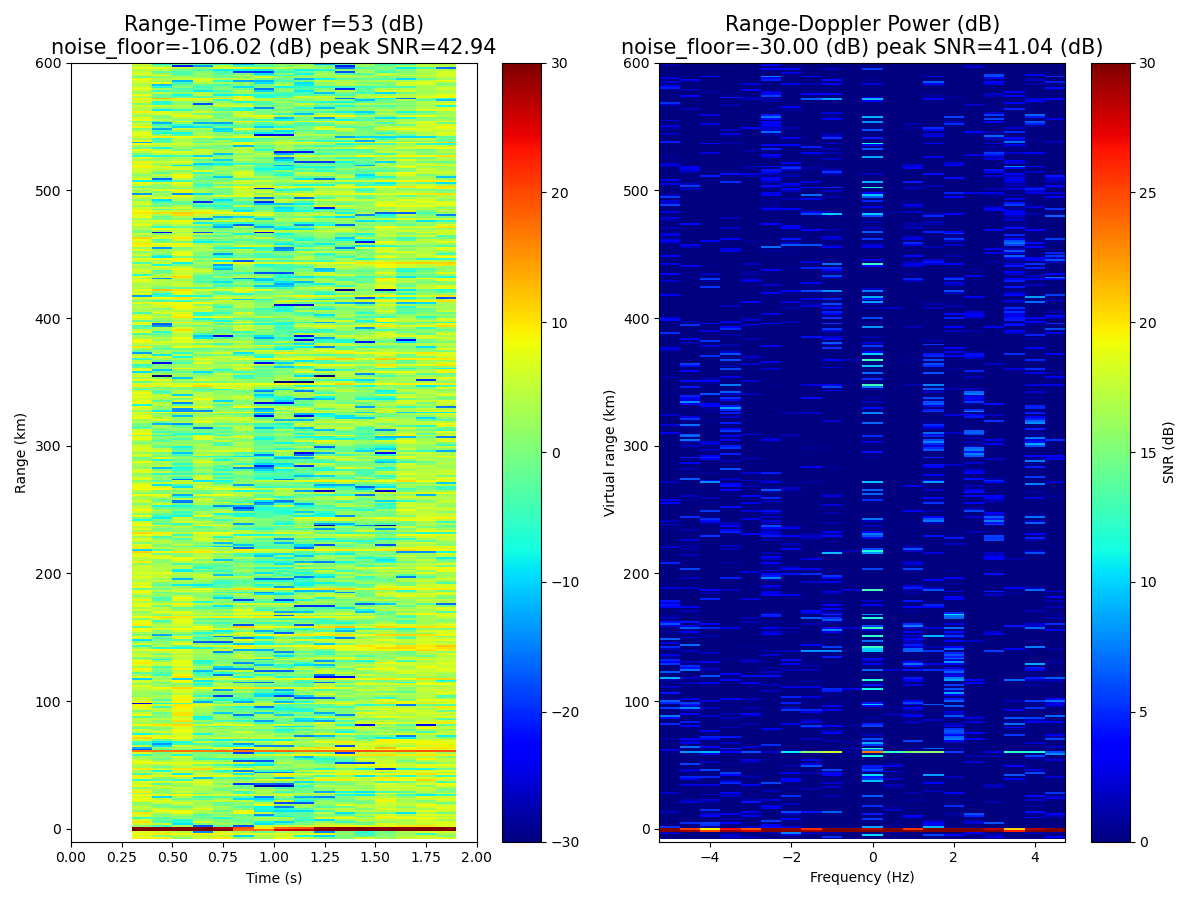 Range-Time Power f=53 (dB)
noise_floor=-106.02 (dB) peak SNR=42.94
600
500
400
300
200
100
0
Range (km)
0.00 0.25 0.50 0.75 1.00 1.25 1.50 1.75 2.00
Time (s)
30
20
10
0
−10
−20
−30
Range-Doppler Power (dB)
noise_floor=-30.00 (dB) peak SNR=41.04 (dB)
600
500
400
300
200
100
0
Virtual range (km)
−4 −2 0 2 4
Frequency (Hz)
30
25
20
15
10
5
0
SNR (dB)